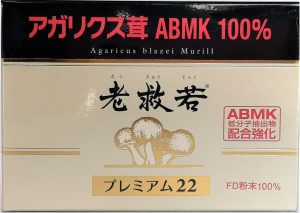 アガリクス茸 ABMK 100%
Agaricus blazei Murill
ろう きゅう じゃく
老救若®
ABMK
低分子抽出物
配合強化
プレミアム22
FD粉末100%